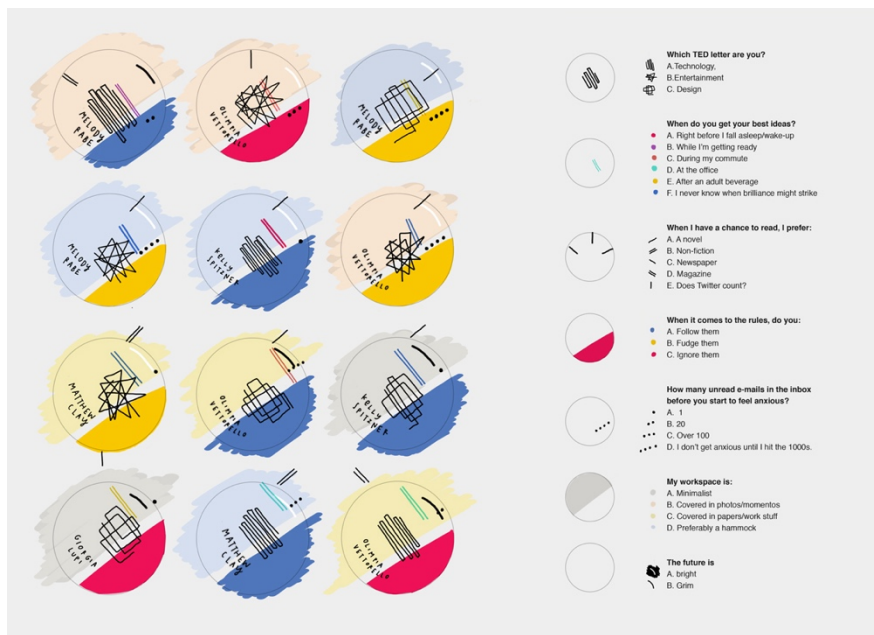 MELODY
RABE
OLIMPIA
VETTORELLO
MELODY
RABE
MELODY
RABE
KELLY
SPITZNER
OLIMPIA
VETTORELLO
MATTHEW
CLAY
OLIMPIA
VETTORELLO
KELLY
SPITZNER
GIORGIA
LUPI
MATTHEW
CLAY
OLIMPIA
VETTORELLO
Which TED letter are you?
A.Technology,
B.Entertainment
C. Design
When do you get your best ideas?
A. Right before I fall asleep/wake-up
B. While I'm getting ready
C. During my commute
D. At the office
E. After an adult beverage
F. I never know when brilliance might strike
When I have a chance to read, I prefer:
A. A novel
B. Non-fiction
C. Newspaper
D. Magazine
E. Does Twitter count?
When it comes to the rules, do you:
A. Follow them
B. Fudge them
C. Ignore them
How many unread e-mails in the inbox
before you start to feel anxious?
A. 1
B. 20
C. Over 100
D. I don't get anxious until I hit the 1000s.
My workspace is:
A. Minimalist
B. Covered in photos/momentos
C. Covered in papers/work stuff
D. Preferably a hammock
The future is
A. bright
B. Grim